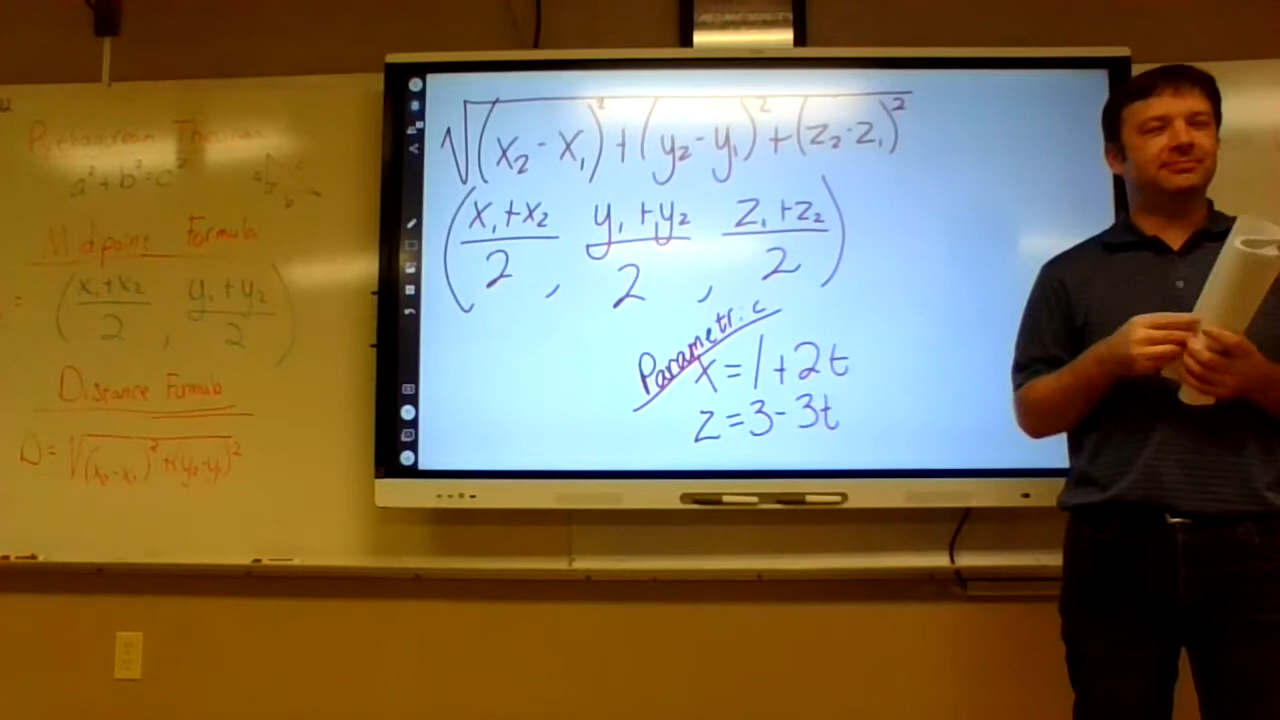 Pythagorean Theorem
a²+b²=c²
b
Midpoint Formula
= (x₁+x₂/2, y₁+y₂/2)
Distance Formula
D=√(x₂-x₁)²+(y₂-y₁)²
√(x₂-x₁)²+(y₂-y₁)²+(z₂-z₁)²
(x₁+x₂/2, y₁+y₂/2, z₁+z₂/2)
Parametric
x=1+2t
z=3-3t